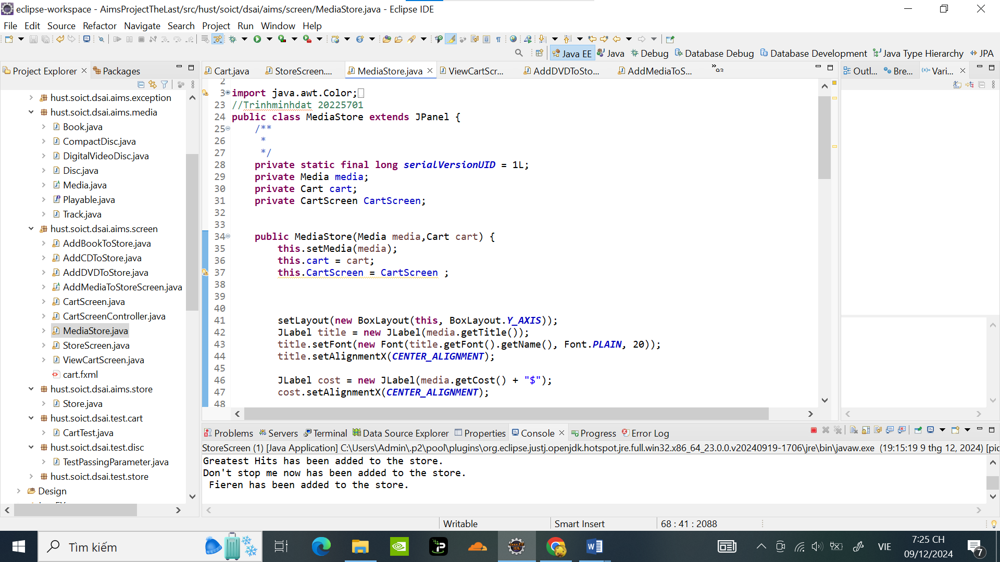 eclipse-workspace - AimsProjectTheLast/src/hust/soict/dsai/aims/screen/MediaStore.java - Eclipse IDE
File Edit Source Refactor Navigate Search Project Run Window Help
Java EE Java Debug Database Debug Database Development Java Type Hierarchy JPA
Project Explorer Packages
Cart.java StoreScreen.... MediaStore.java ViewCartScr... AddDVDToSto... AddMediaToS...
Outl... Bre... Vari...
hust.soict.dsai.aims.exception
hust.soict.dsai.aims.media
Book.java
CompactDisc.java
DigitalVideoDisc.java
Disc.java
Media.java
Playable.java
Track.java
hust.soict.dsai.aims.screen
AddBookToStore.java
AddCDToStore.java
AddDVDToStore.java
AddMediaToStoreScreen.java
CartScreen.java
CartScreenController.java
MediaStore.java
StoreScreen.java
ViewCartScreen.java
cart.fxml
hust.soict.dsai.aims.store
Store.java
hust.soict.dsai.test.cart
CartTest.java
hust.soict.dsai.test.disc
TestPassingParameter.java
hust.soict.dsai.test.store
Design
2
3 import java.awt.Color;
23 //Trinhminhdat 20225701
24 public class MediaStore extends JPanel {
25 /**
26 *
27 */
28 private static final long serialVersionUID = 1L;
29 private Media media;
30 private Cart cart;
31 private CartScreen CartScreen;
32
33
34 public MediaStore(Media media,Cart cart) {
35 this.setMedia(media);
36 this.cart = cart;
37 this.CartScreen = CartScreen ;
38
39
40
41 setLayout(new BoxLayout(this, BoxLayout.Y_AXIS));
42 JLabel title = new JLabel(media.getTitle());
43 title.setFont(new Font(title.getFont().getName(), Font.PLAIN, 20));
44 title.setAlignmentX(CENTER_ALIGNMENT);
45
46 JLabel cost = new JLabel(media.getCost() + "$");
47 cost.setAlignmentX(CENTER_ALIGNMENT);
48
Problems Servers Terminal Data Source Explorer Properties Console Progress Error Log
StoreScreen (1) [Java Application] C:\Users\Admin\.p2\pool\plugins\org.eclipse.justj.openjdk.hotspot.jre.full.win32.x86_64_23.0.0.v20240919-1706\jre\bin\javaw.exe (19:15:19 9 thg 12, 2024) [pic
Greatest Hits has been added to the store.
Don't stop me now has been added to the store.
Fieren has been added to the store.
Writable Smart Insert 68 : 41 : 2088
Tìm kiếm
VIE
7:25 CH
09/12/2024
7